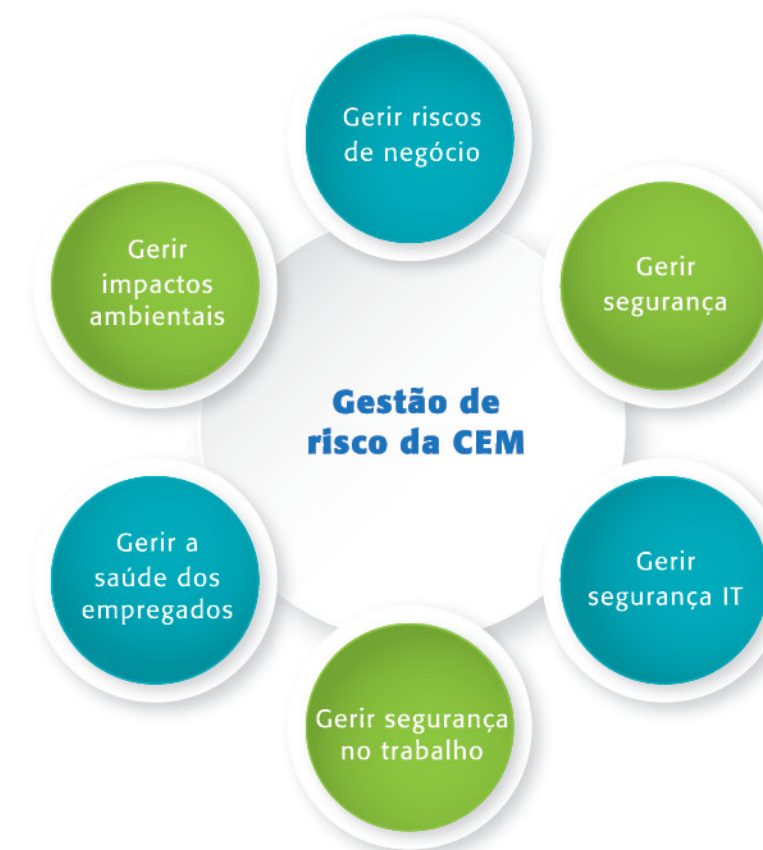 Gerir riscos
de negócio
Gerir
impactos
ambientais
Gerir
segurança
Gestão de
risco da CEM
Gerir a
saúde dos
empregados
Gerir
segurança IT
Gerir segurança
no trabalho